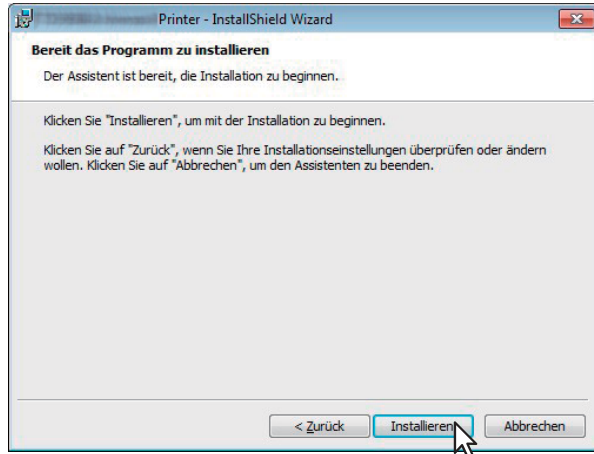 Printer - InstallShield Wizard
Bereit das Programm zu installieren
Der Assistent ist bereit, die Installation zu beginnen.
Klicken Sie "Installieren", um mit der Installation zu beginnen.
Klicken Sie auf "Zurück", wenn Sie Ihre Installationseinstellungen überprüfen oder ändern
wollen. Klicken Sie auf "Abbrechen", um den Assistenten zu beenden.
< Zurück Installieren Abbrechen